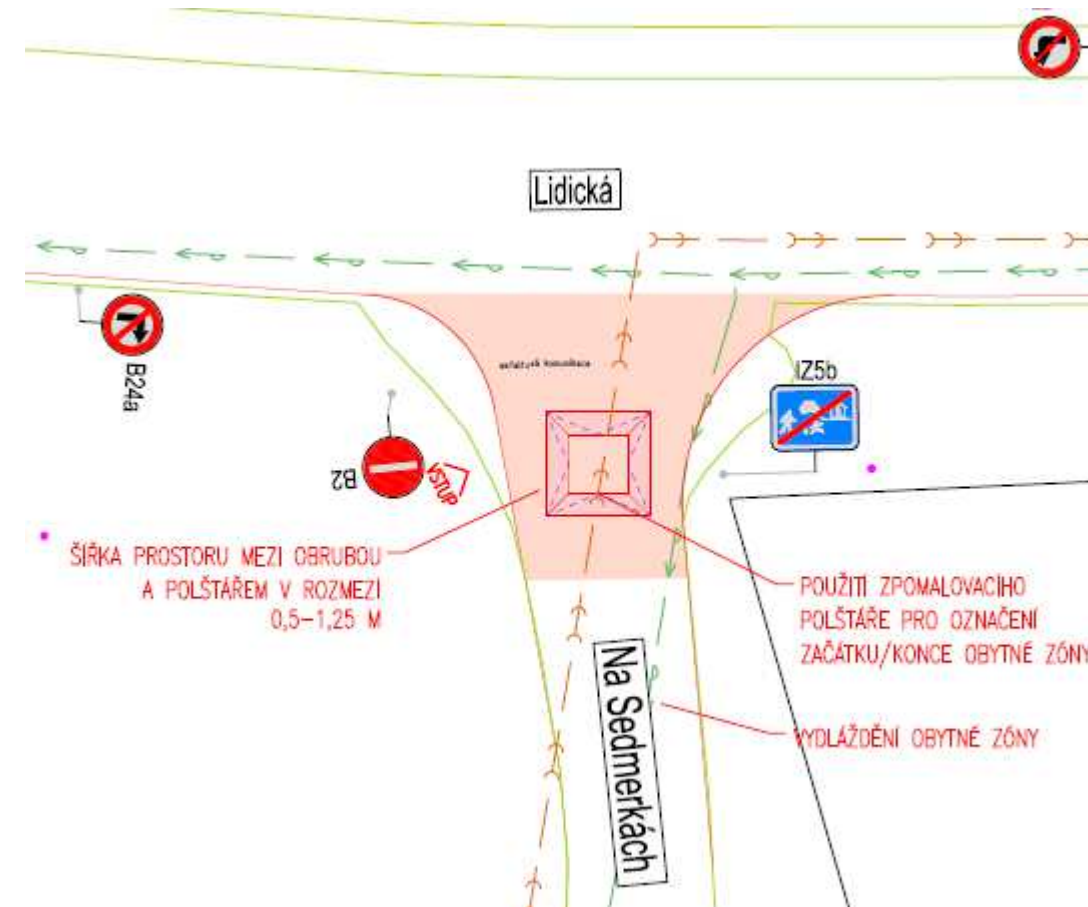 Lidická
B24a
IZ5b
B2
VSTUP
ŠÍŘKA PROSTORU MEZI OBRUBOU
A POLŠTÁŘEM V ROZMEZÍ
0,5-1,25 M
POUŽITÍ ZPOMALOVACÍHO
POLŠTÁŘE PRO OZNAČENÍ
ZAČÁTKU/KONCE OBYTNÉ ZÓNY
VYDLÁŽDĚNÍ OBYTNÉ ZÓNY
Na Sedmerkách